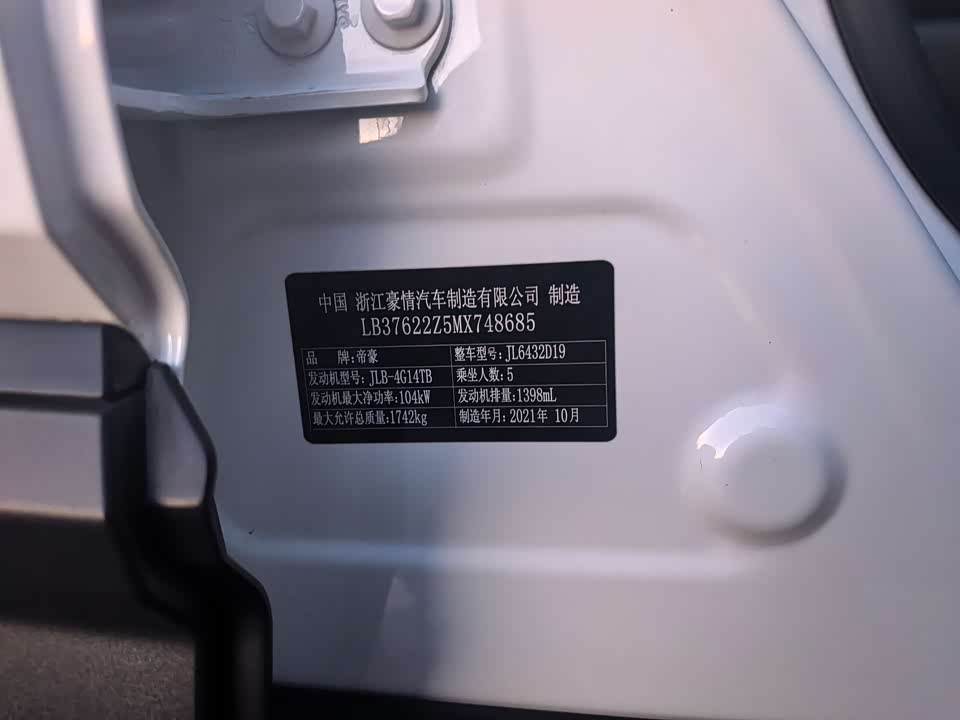 中国 浙江豪情汽车制造有限公司 制造
LB37622Z5MX748685
品 牌:帝豪 整车型号:JL6432D19
发动机型号:JLB-4G14TB 乘坐人数:5
发动机最大净功率:104kW 发动机排量:1398mL
最大允许总质量:1742kg 制造年月:2021年 10月